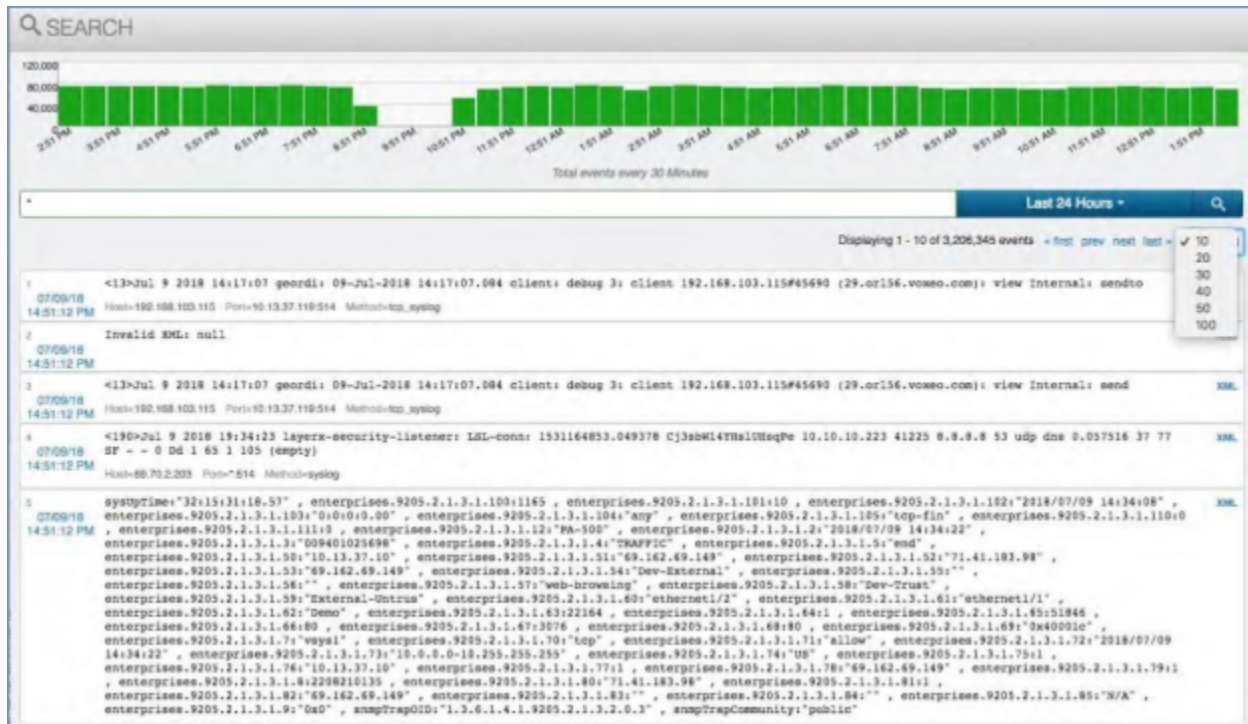 SEARCH
120,000
80,000
40,000
0
2:51 PM 3:51 PM 4:51 PM 5:51 PM 6:51 PM 7:51 PM 8:51 PM 9:51 PM 10:51 PM 11:51 PM 12:51 AM 1:51 AM 2:51 AM 3:51 AM 4:51 AM 5:51 AM 6:51 AM 7:51 AM 8:51 AM 9:51 AM 10:51 AM 11:51 AM 12:51 PM 1:51 PM
Total events every 30 Minutes
* Last 24 Hours
Displaying 1 - 10 of 3,206,345 events « first prev next last » ✓ 10
20
30
40
50
100
1 <13>Jul 9 2018 14:17:07 geordi: 09-Jul-2018 14:17:07.084 client: debug 3: client 192.168.103.115#45690 (29.or156.voxeo.com): view Internal: sendto
07/09/18
14:51:12 PM Host=192.168.103.115 Port=10.13.37.119:514 Method=tcp_syslog
2 Invalid XML: null
07/09/18
14:51:12 PM
3 <13>Jul 9 2018 14:17:07 geordi: 09-Jul-2018 14:17:07.084 client: debug 3: client 192.168.103.115#45690 (29.or156.voxeo.com): view Internal: send XML
07/09/18
14:51:12 PM Host=192.168.103.115 Port=10.13.37.119:514 Method=tcp_syslog
4 <190>Jul 9 2018 19:34:23 layerx-security-listener: LSL-conn: 1531164853.049378 10.10.10.223 41225 8.8.8.8 53 udp dns 0.057516 37 77 XML
07/09/18 SF - - 0 Dd 1 65 1 105 (empty)
14:51:12 PM Host=69.70.2.203 Port=*:514 Method=syslog
5 sysUpTime:"32:15:31:18.57" , enterprises.9205.2.1.3.1.100:1165 , enterprises.9205.2.1.3.1.101:10 , enterprises.9205.2.1.3.1.102:"2018/07/09 14:34:08" , XML
07/09/18 enterprises.9205.2.1.3.1.103:"0:0:0:0.00" , enterprises.9205.2.1.3.1.104:"any" , enterprises.9205.2.1.3.1.105:"tcp-fin" , enterprises.9205.2.1.3.1.110:0
14:51:12 PM , enterprises.9205.2.1.3.1.111:0 , enterprises.9205.2.1.3.1.12:"PA-500" , enterprises.9205.2.1.3.1.2:"2018/07/09 14:34:22" ,
enterprises.9205.2.1.3.1.3:"009401025698" , enterprises.9205.2.1.3.1.4:"TRAFFIC" , enterprises.9205.2.1.3.1.5:"end" ,
enterprises.9205.2.1.3.1.50:"10.13.37.10" , enterprises.9205.2.1.3.1.51:"69.162.69.149" , enterprises.9205.2.1.3.1.52:"71.41.183.98" ,
enterprises.9205.2.1.3.1.53:"69.162.69.149" , enterprises.9205.2.1.3.1.54:"Dev-External" , enterprises.9205.2.1.3.1.55:"" ,
enterprises.9205.2.1.3.1.56:"" , enterprises.9205.2.1.3.1.57:"web-browsing" , enterprises.9205.2.1.3.1.58:"Dev-Trust" ,
enterprises.9205.2.1.3.1.59:"External-Untrus" , enterprises.9205.2.1.3.1.60:"ethernet1/2" , enterprises.9205.2.1.3.1.61:"ethernet1/1" ,
enterprises.9205.2.1.3.1.62:"Demo" , enterprises.9205.2.1.3.1.63:22164 , enterprises.9205.2.1.3.1.64:1 , enterprises.9205.2.1.3.1.65:51846 ,
enterprises.9205.2.1.3.1.66:80 , enterprises.9205.2.1.3.1.67:3076 , enterprises.9205.2.1.3.1.68:80 , enterprises.9205.2.1.3.1.69:"0x40001c" ,
enterprises.9205.2.1.3.1.7:"vsys1" , enterprises.9205.2.1.3.1.70:"tcp" , enterprises.9205.2.1.3.1.71:"allow" , enterprises.9205.2.1.3.1.72:"2018/07/09
14:34:22" , enterprises.9205.2.1.3.1.73:"10.0.0.0-10.255.255.255" , enterprises.9205.2.1.3.1.74:"US" , enterprises.9205.2.1.3.1.75:1 ,
enterprises.9205.2.1.3.1.76:"10.13.37.10" , enterprises.9205.2.1.3.1.77:1 , enterprises.9205.2.1.3.1.78:"69.162.69.149" , enterprises.9205.2.1.3.1.79:1
, enterprises.9205.2.1.3.1.8:2208210135 , enterprises.9205.2.1.3.1.80:"71.41.183.98" , enterprises.9205.2.1.3.1.81:1 ,
enterprises.9205.2.1.3.1.82:"69.162.69.149" , enterprises.9205.2.1.3.1.83:"" , enterprises.9205.2.1.3.1.84:"" , enterprises.9205.2.1.3.1.85:"N/A" ,
enterprises.9205.2.1.3.1.9:"0x0" , snmpTrapOID:"1.3.6.1.4.1.9205.2.1.3.2.0.3" , snmpTrapCommunity:"public"